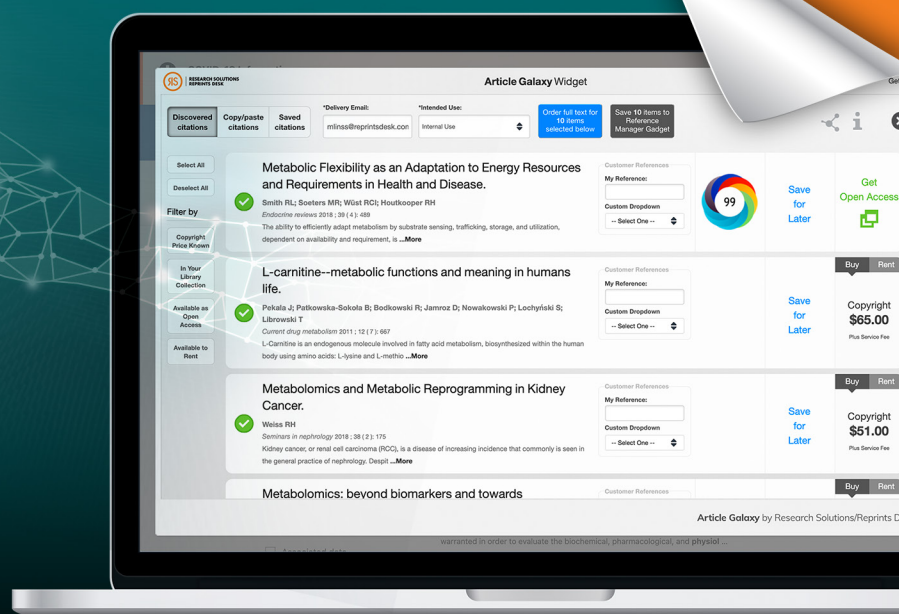 RS
RESEARCH SOLUTIONS
REPRINTS DESK
Article Galaxy Widget
Get
Discovered
citations
Copy/paste
citations
Saved
citations
*Delivery Email:
mlinss@reprintsdesk.con
*Intended Use:
Internal Use
Order full text for
10 items
selected below
Save 10 items to
Reference
Manager Gadget
Select All
Deselect All
Filter by
Copyright
Price Known
In Your
Library
Collection
Available as
Open
Access
Available to
Rent
Metabolic Flexibility as an Adaptation to Energy Resources
and Requirements in Health and Disease.
Smith RL; Soeters MR; Wüst RCI; Houtkooper RH
Endocrine reviews 2018 ; 39 ( 4 ): 489
The ability to efficiently adapt metabolism by substrate sensing, trafficking, storage, and utilization,
dependent on availability and requirement, is ...More
Customer References
My Reference:
Custom Dropdown
-- Select One --
99
Save
for
Later
Get
Open Access
L-carnitine--metabolic functions and meaning in humans
life.
Pekala J; Patkowska-Sokoła B; Bodkowski R; Jamroz D; Nowakowski P; Lochyński S;
Librowski T
Current drug metabolism 2011 ; 12 ( 7 ): 667
L-Carnitine is an endogenous molecule involved in fatty acid metabolism, biosynthesized within the human
body using amino acids: L-lysine and L-methio ...More
Customer References
My Reference:
Custom Dropdown
-- Select One --
Save
for
Later
Buy Rent
Copyright
$65.00
Plus Service Fee
Metabolomics and Metabolic Reprogramming in Kidney
Cancer.
Weiss RH
Seminars in nephrology 2018 ; 38 ( 2 ): 175
Kidney cancer, or renal cell carcinoma (RCC), is a disease of increasing incidence that commonly is seen in
the general practice of nephrology. Despit ...More
Customer References
My Reference:
Custom Dropdown
-- Select One --
Save
for
Later
Buy Rent
Copyright
$51.00
Plus Service Fee
Metabolomics: beyond biomarkers and towards
Customer References
Buy Rent
Article Galaxy by Research Solutions/Reprints D
warranted in order to evaluate the biochemical, pharmacological, and physiol ...
Associated data